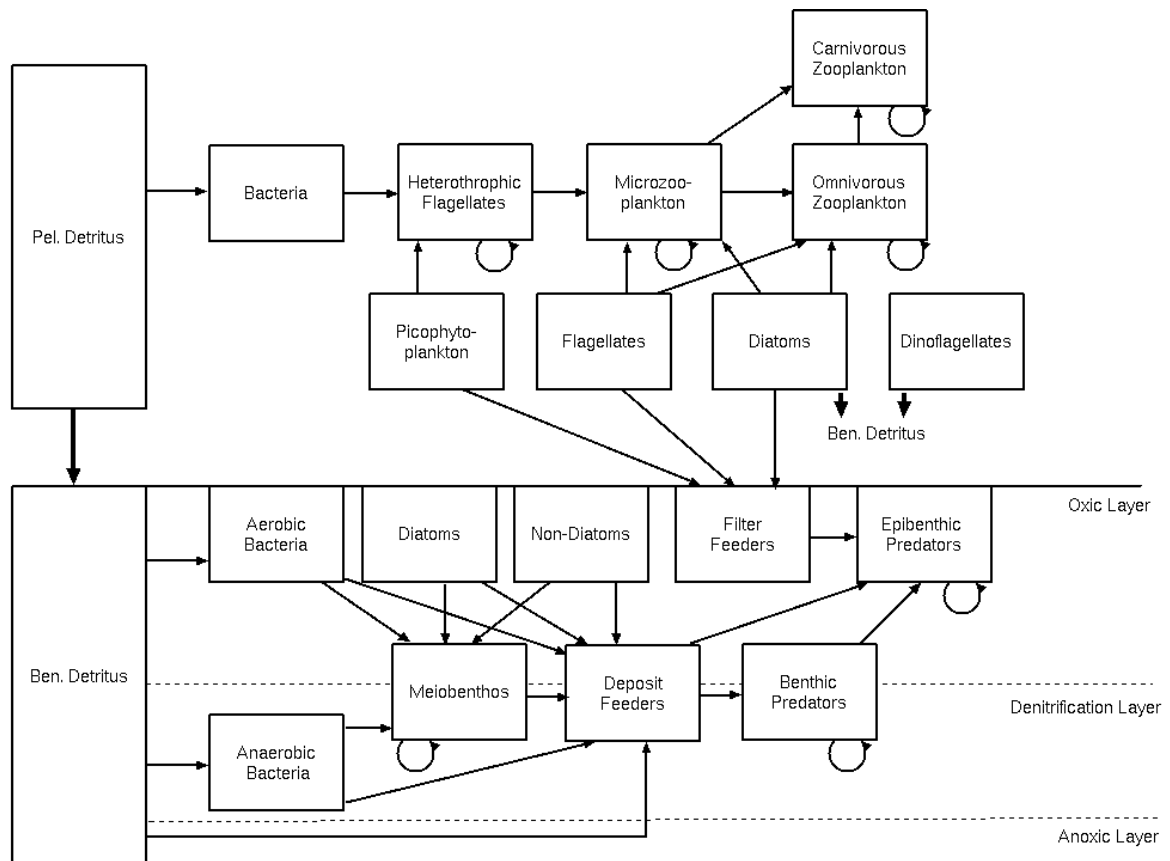 Carnivorous
Zooplankton
Pel. Detritus
Bacteria
Heterothrophic
Flagellates
Microzoo-
plankton
Omnivorous
Zooplankton
Picophyto-
plankton
Flagellates
Diatoms
Dinoflagellates
Ben. Detritus
Oxic Layer
Aerobic
Bacteria
Diatoms
Non-Diatoms
Filter
Feeders
Epibenthic
Predators
Ben. Detritus
Meiobenthos
Deposit
Feeders
Benthic
Predators
Denitrification Layer
Anaerobic
Bacteria
Anoxic Layer